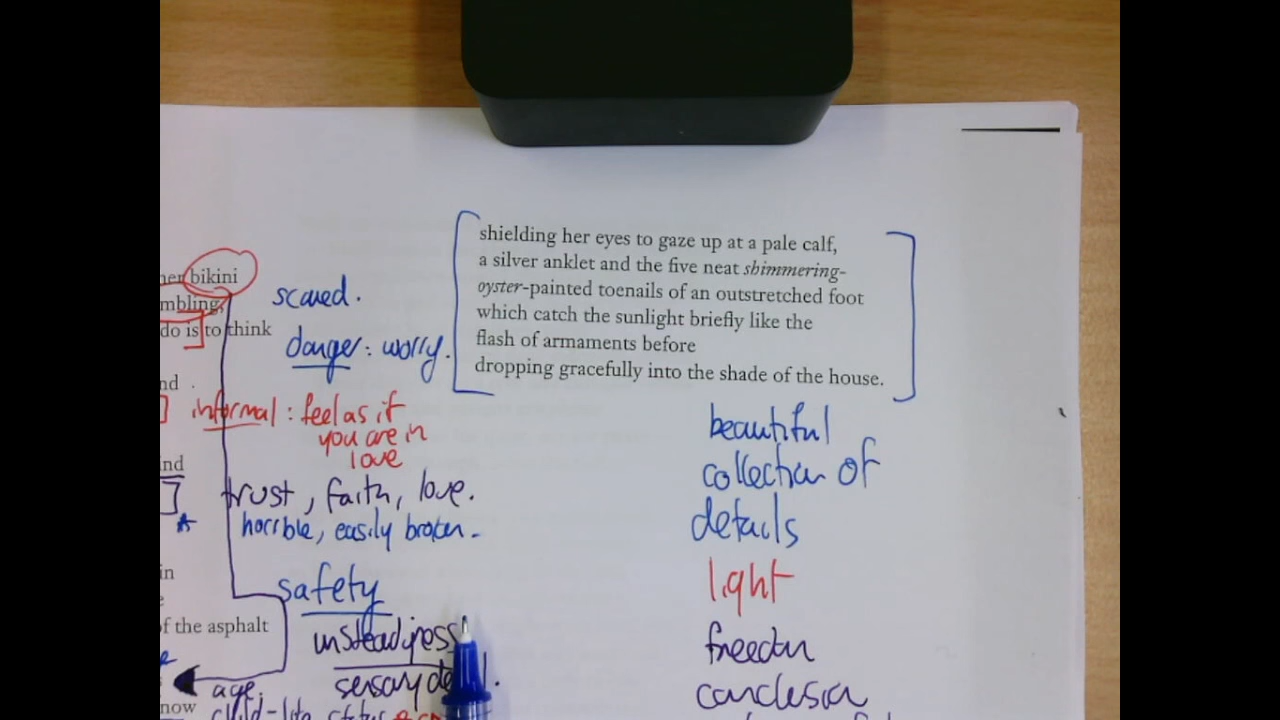 shielding her eyes to gaze up at a pale calf,
a silver anklet and the five neat shimmering-
oyster-painted toenails of an outstretched foot
which catch the sunlight briefly like the
flash of armaments before
dropping gracefully into the shade of the house.
bikini
mbling,
do is to think
nd
nd
in
of the asphalt
now
scared.
danger: worry.
informal: feel as if
you are in
love
trust, faith, love.
horrible, easily broken.
safety
unsteadiness
sensory
age.
child-like
beautiful
collection of
details
light
freedom
conclusion